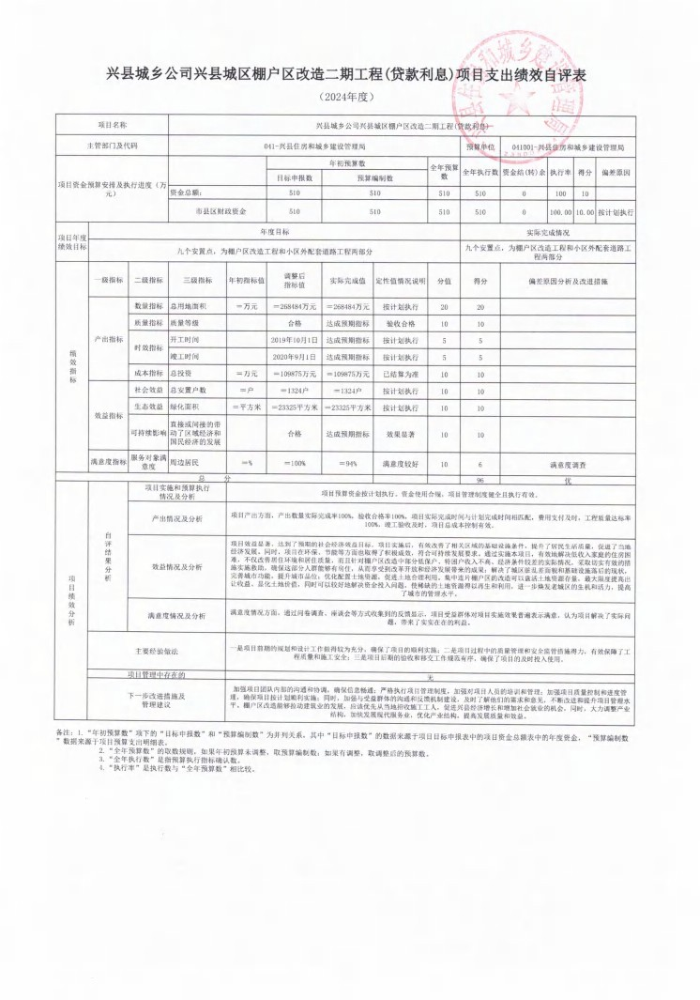 兴县城乡公司兴县城区棚户区改造二期工程(贷款利息)项目支出绩效自评表
（2024年度）
项目名称 兴县城乡公司兴县城区棚户区改造二期工程(贷款利息)
主管部门及代码 041-兴县住房和城乡建设管理局 预算单位 041001-兴县住房和城乡建设管理局
项目资金预算安排及执行进度（万元） 年初预算数 全年预算数 全年执行数 资金结(转)余 执行率 得分 偏差原因
目标申报数 预算编制数
资金总额: 510 510 510 510 0 100 10
市县区财政资金 510 510 510 510 0 100.00 10.00 按计划执行
项目年度绩效目标 年度目标 实际完成情况
九个安置点，为棚户区改造工程和小区外配套道路工程两部分 九个安置点，为棚户区改造工程和小区外配套道路工程两部分
绩效指标 一级指标 二级指标 三级指标 年初指标值 调整后指标值 实际完成值 定性值情况说明 分值 得分 偏差原因分析及改进措施
产出指标 数量指标 总用地面积 =万元 =268484万元 =268484万元 按计划执行 20 20
质量指标 质量等级 合格 达成预期指标 验收合格 10 10
时效指标 开工时间 2019年10月1日 达成预期指标 按计划执行 5 5
竣工时间 2020年9月1日 达成预期指标 按计划执行 5 5
成本指标 总投资 =万元 =109875万元 =109875万元 已结算为准 10 10
效益指标 社会效益 总安置户数 =户 =1324户 =1324户 按计划执行 10 10
生态效益 绿化面积 =平方米 =23325平方米 =23325平方米 按计划执行 10 10
可持续影响 直接或间接的带动了区域经济和国民经济的发展 合格 达成预期指标 效果显著 10 10
满意度指标 服务对象满意度 周边居民 =% =100% =94% 满意度较好 10 6 满意度调查
总 分 96 优
项目绩效分析 自评结果分析 项目实施和预算执行情况及分析 项目预算资金按计划执行，资金使用合规，项目管理制度健全且执行有效。
产出情况及分析 项目产出方面，产出数量实际完成率100%，验收合格率100%，项目实际完成时间与计划完成时间相匹配，费用支付及时，工程质量达标率
100%，竣工验收及时，项目总成本控制有效。
效益情况及分析 项目效益显著，达到了预期的社会经济效益目标。项目实施后，有效改善了相关区域的基础设施条件，提升了居民生活质量，促进了当地
经济发展。同时，项目在环保、节能等方面也取得了积极成效，符合可持续发展要求。通过实施本项目，有效地解决低收入家庭的住房困
难，不仅改善居住环境和居住质量，而且针对棚户区改造中部分低保户、特困户收入不高、经济条件较差的实际情况，采取切实有效的措
施实施救助，确保这部分人群能够有房住，从而享受到改革开放和经济发展带来的成果；解决了城区脏乱差面貌和基础设施落后的现状，
完善城市功能，提升城市品位；优化配置土地资源，促进土地合理利用。集中连片棚户区的改造可以盘活土地资源存量，最大限度提高出
让收益、显化土地价值，同时可以较好地解决资金投入问题，使稀缺的土地资源得以再生和利用，进一步焕发老城区的生机和活力，提高
了城市的管理水平。
满意度情况及分析 满意度情况方面，通过问卷调查、座谈会等方式收集到的反馈显示，项目受益群体对项目实施效果普遍表示满意，认为项目解决了实际问
题，带来了实实在在的利益。
主要经验做法 一是项目前期的规划和设计工作做得较为充分，确保了项目的顺利实施；二是项目过程中的质量管理和安全监管措施得力，有效保障了工
程质量和施工安全；三是项目后期的验收和移交工作规范有序，确保了项目的及时投入使用。
项目管理中存在的 无
下一步改进措施及管理建议 加强项目团队内部的沟通和协调，确保信息畅通；严格执行项目管理制度，加强对项目人员的培训和管理；加强项目质量控制和进度管
理，确保项目按计划顺利实施；同时，加强与受益群体的沟通和反馈机制建设，及时了解他们的需求和意见，不断改进和提升项目管理水
平。棚户区改造能够拉动建筑业的发展，应该优先从当地招收施工工人，促进兴县经济增长和增加社会就业的机会，同时，大力调整产业
结构，加快发展现代服务业，优化产业结构，提高发展质量和效益。
备注：1. “年初预算数” 项下的 “目标申报数” 和 “预算编制数” 为并列关系，其中 “目标申报数” 的数据来源于项目目标申报表中的项目资金总额表中的年度资金， “预算编制数
” 数据来源于项目预算支出明细表。
2. “全年预算数” 的取数规则，如果年初预算未调整，取预算编制数；如果有调整，取调整后的预算数。
3. “全年执行数” 是指预算执行指标确认数。
4. “执行率” 是执行数与 “全年预算数” 相比较。